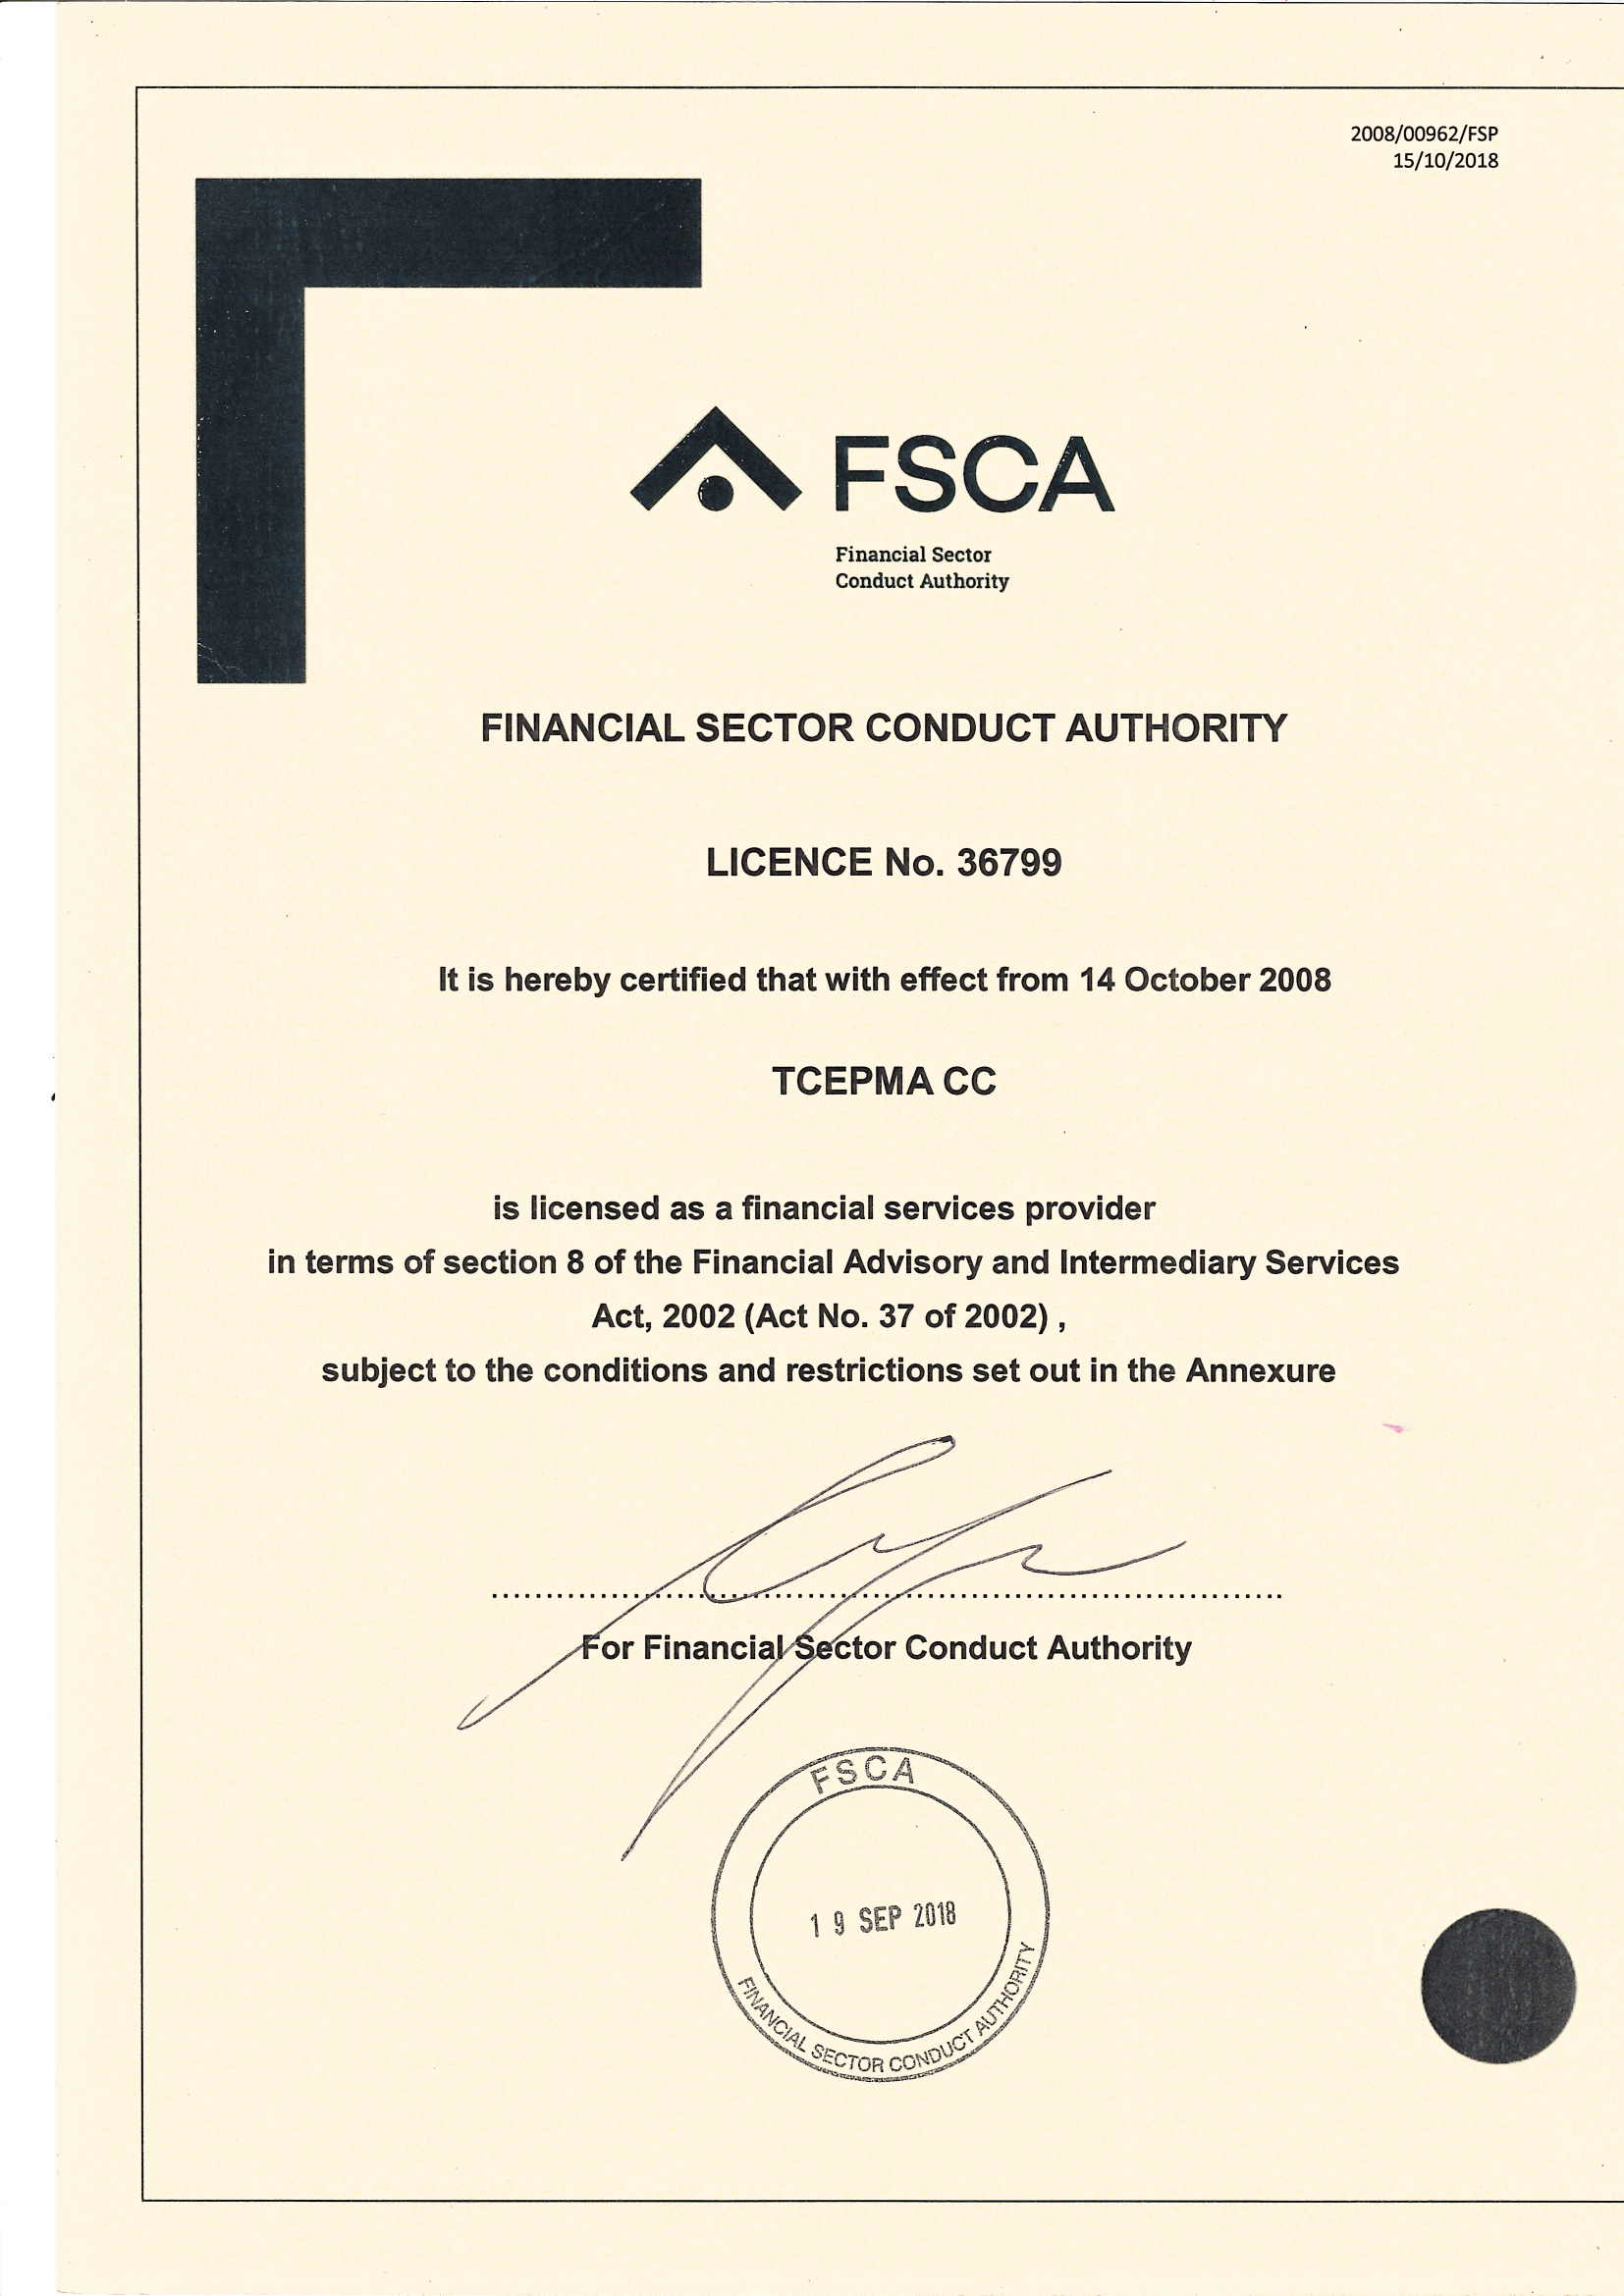 2008/00962/FSP
15/10/2018
FSCA
Financial Sector
Conduct Authority
FINANCIAL SECTOR CONDUCT AUTHORITY
LICENCE No. 36799
It is hereby certified that with effect from 14 October 2008
TCEPMA CC
is licensed as a financial services provider
in terms of section 8 of the Financial Advisory and Intermediary Services
Act, 2002 (Act No. 37 of 2002) ,
subject to the conditions and restrictions set out in the Annexure
For Financial Sector Conduct Authority
FSCA
1 9 SEP 2018
FINANCIAL SECTOR CONDUCT AUTHORITY